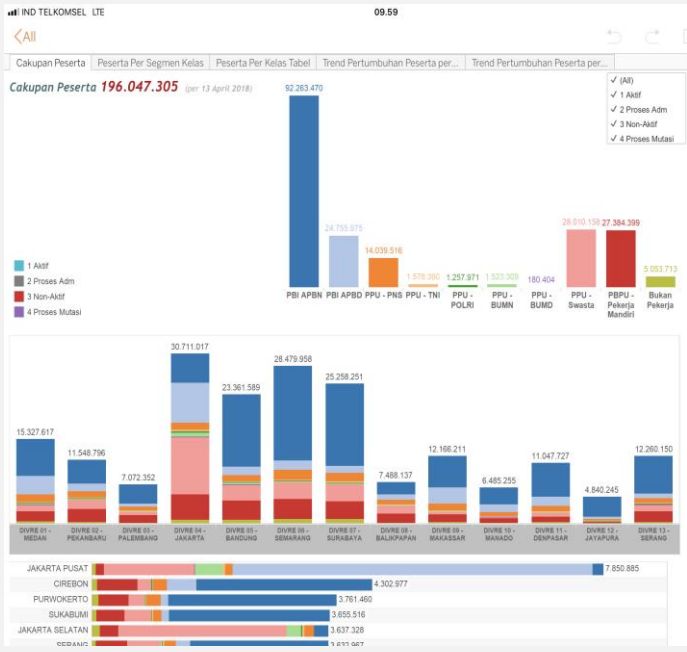 IND TELKOMSEL LTE 09.59
All
Cakupan Peserta Peserta Per Segmen Kelas Peserta Per Kelas Tabel Trend Pertumbuhan Peserta per... Trend Pertumbuhan Peserta per...
Cakupan Peserta 196.047.305 (per 13 April 2018)
(All)
1 Aktif
2 Proses Adm
3 Non-Aktif
4 Proses Mutasi
92.263.470
24.755.975
14.039.516
1.578.380
1.257.971
1.523.309
180.404
28.010.158
27.384.399
5.053.713
PBI APBN PBI APBD PPU - PNS PPU - TNI PPU - POLRI PPU - BUMN PPU - BUMD PPU - Swasta PBPU - Pekerja Mandiri Bukan Pekerja
1 Aktif
2 Proses Adm
3 Non-Aktif
4 Proses Mutasi
15.327.617
11.548.796
7.072.352
30.711.017
23.361.589
28.479.958
25.258.251
7.488.137
12.166.211
6.485.255
11.047.727
4.840.245
12.260.150
DIVRE 01 - MEDAN
DIVRE 02 - PEKANBARU
DIVRE 03 - PALEMBANG
DIVRE 04 - JAKARTA
DIVRE 05 - BANDUNG
DIVRE 06 - SEMARANG
DIVRE 07 - SURABAYA
DIVRE 08 - BALIKPAPAN
DIVRE 09 - MAKASSAR
DIVRE 10 - MANADO
DIVRE 11 - DENPASAR
DIVRE 12 - JAYAPURA
DIVRE 13 - SERANG
JAKARTA PUSAT 7.850.885
CIREBON 4.302.977
PURWOKERTO 3.761.460
SUKABUMI 3.655.516
JAKARTA SELATAN 3.637.328
SERANG 3.632.967